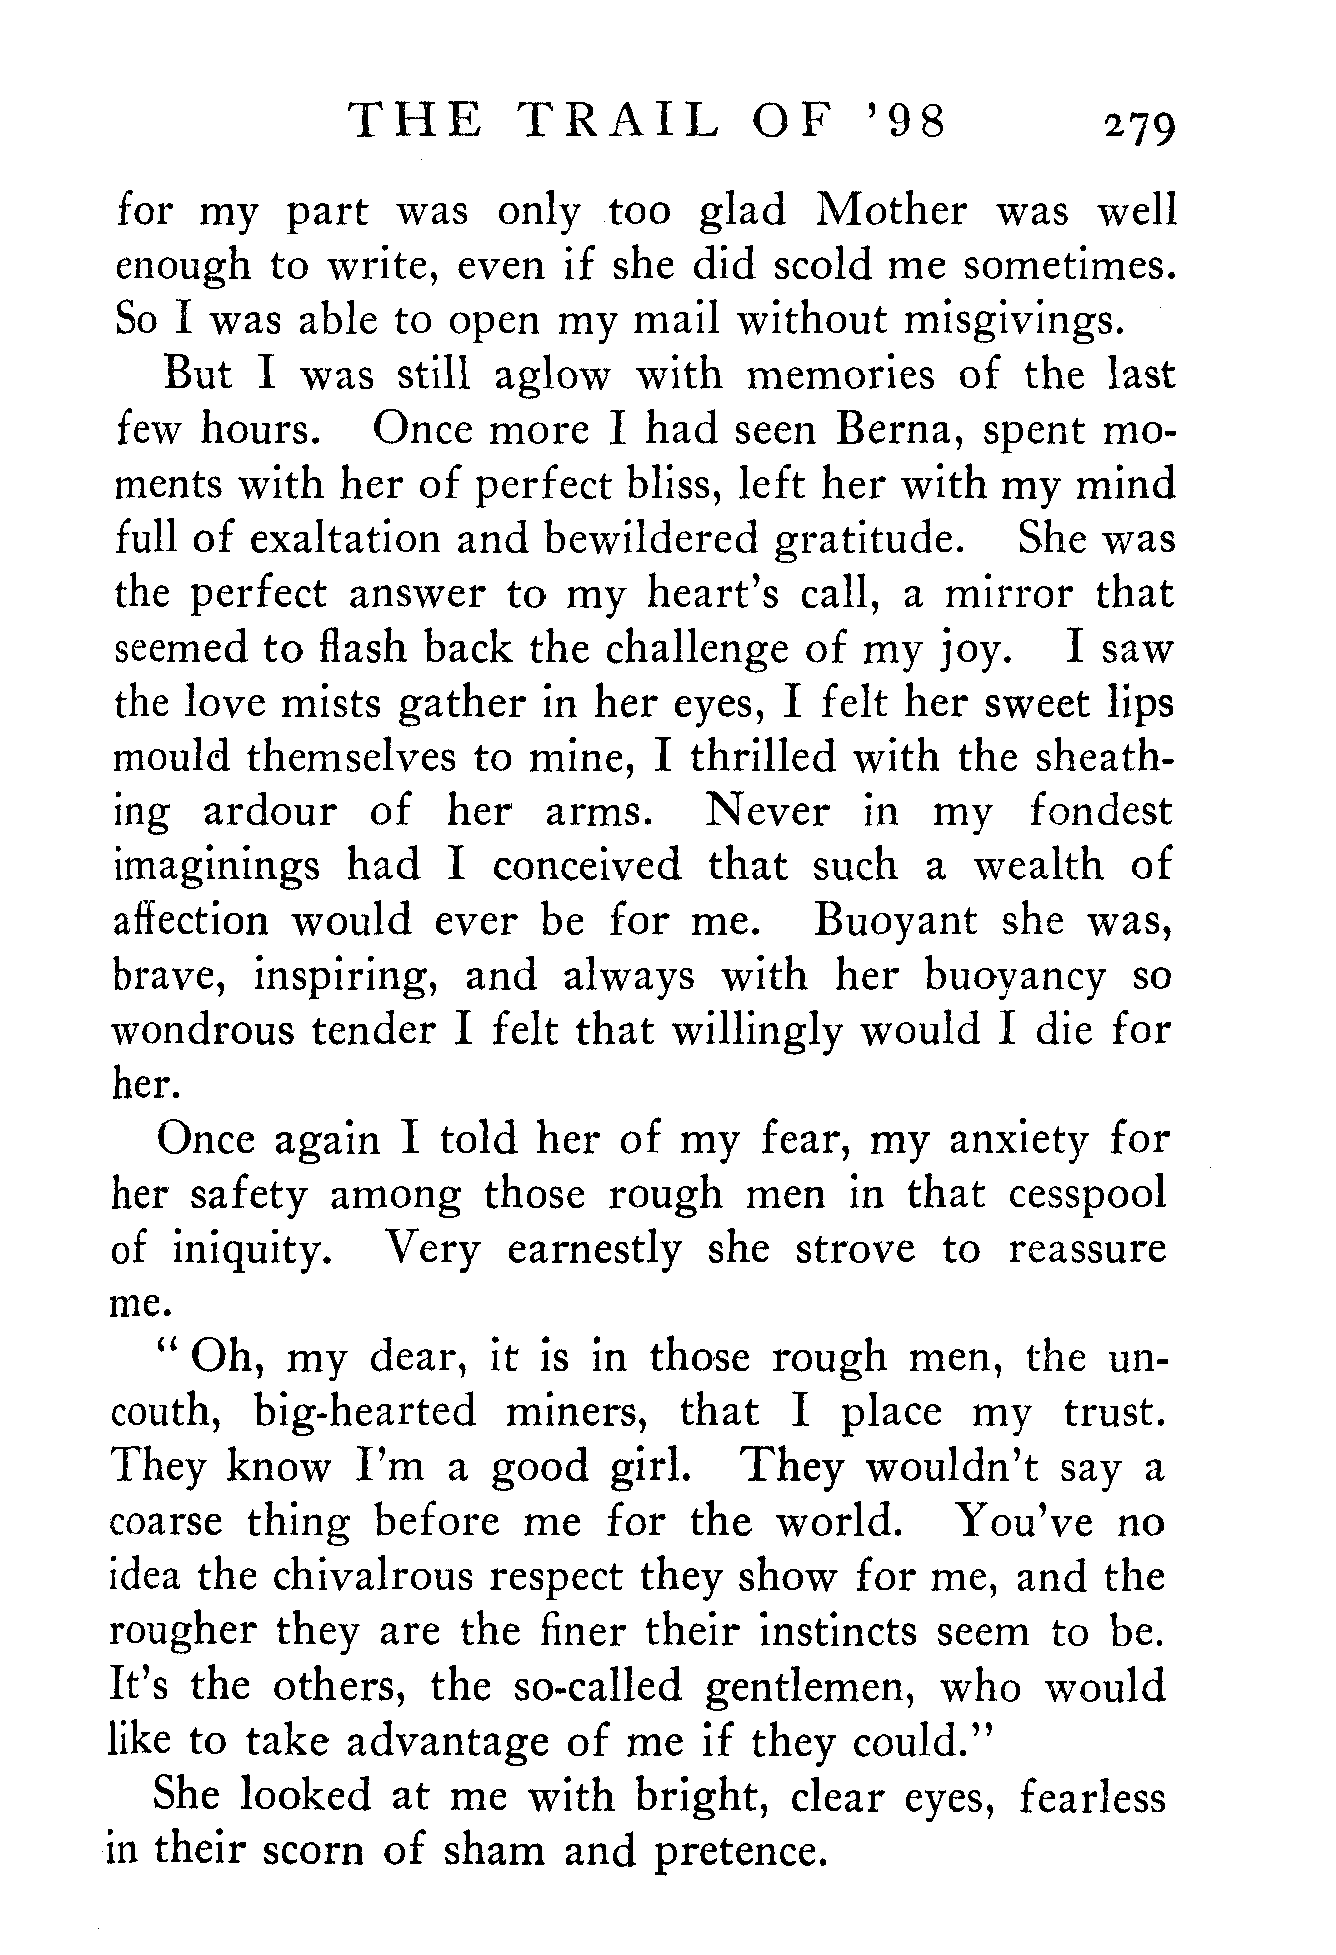 THE TRAIL OF ’98 279
for my part was only too glad Mother was well
enough to write, even if she did scold me sometimes.
So I was able to open my mail without misgivings.
But I was still aglow with memories of the last
few hours. Once more I had seen Berna, spent mo-
ments with her of perfect bliss, left her with my mind
full of exaltation and bewildered gratitude. She was
the perfect answer to my heart’s call, a mirror that
seemed to flash back the challenge of my joy. I saw
the love mists gather in her eyes, I felt her sweet lips
mould themselves to mine, I thrilled with the sheath-
ing ardour of her arms. Never in my fondest
imaginings had I conceived that such a wealth of
affection would ever be for me. Buoyant she was,
brave, inspiring, and always with her buoyancy so
wondrous tender I felt that willingly would I die for
her.
Once again I told her of my fear, my anxiety for
her safety among those rough men in that cesspool
of iniquity. Very earnestly she strove to reassure
me.
“ Oh, my dear, it is in those rough men, the un-
couth, big-hearted miners, that I place my trust.
They know I’m a good girl. They wouldn’t say a
coarse thing before me for the world. You’ve no
idea the chivalrous respect they show for me, and the
rougher they are the finer their instincts seem to be.
It’s the others, the so-called gentlemen, who would
like to take advantage of me if they could.”
She looked at me with bright, clear eyes, fearless
in their scorn of sham and pretence.